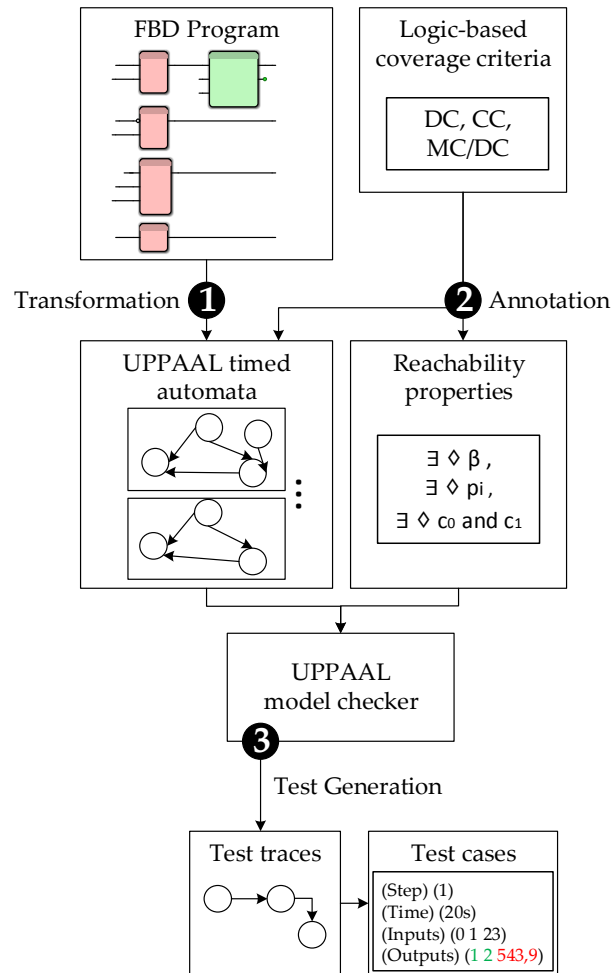 FBD Program
Logic-based
coverage criteria
DC, CC,
MC/DC
Transformation 1
2 Annotation
UPPAAL timed
automata
Reachability
properties
∃ ◊ β ,
∃ ◊ pi ,
∃ ◊ c0 and c1
UPPAAL
model checker
3
Test Generation
Test traces
Test cases
(Step) (1)
(Time) (20s)
(Inputs) (0 1 23)
(Outputs) (1 2 543,9)